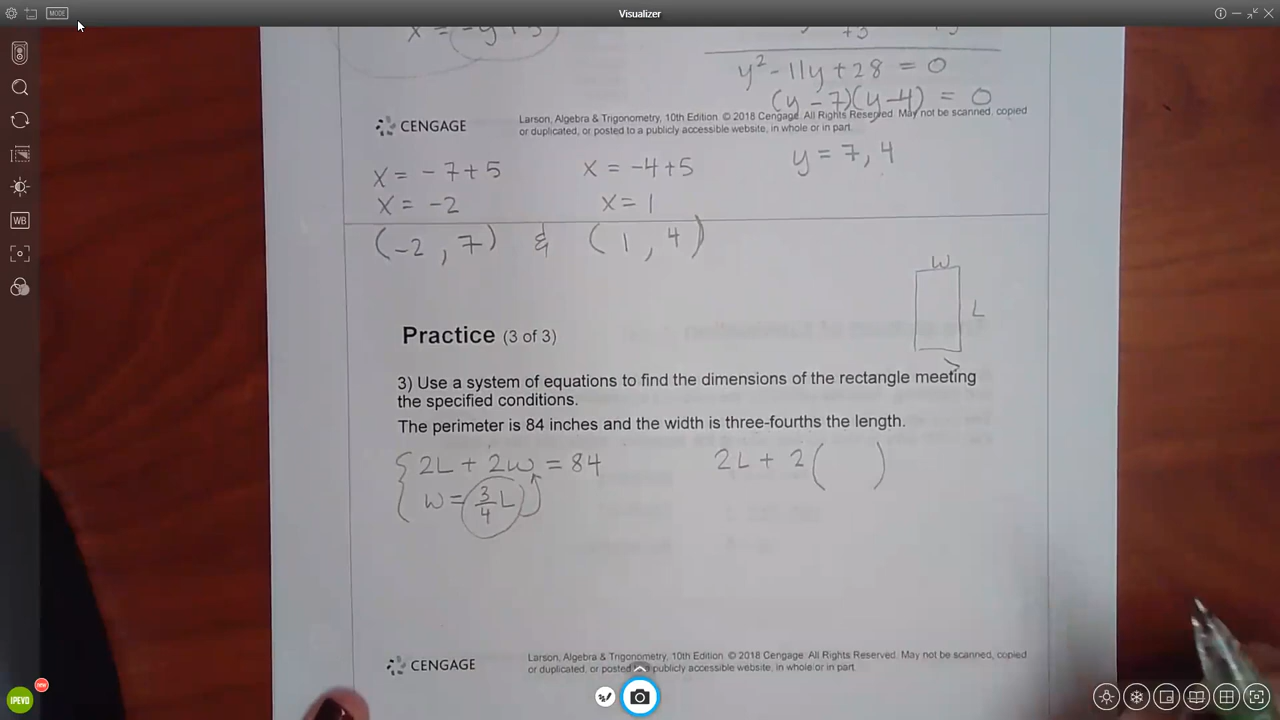 MODE
Visualizer
x = -y + 5
+3
y² - 11y + 28 = 0
(y - 7)(y - 4) = 0
CENGAGE
Larson, Algebra & Trigonometry, 10th Edition. © 2018 Cengage. All Rights Reserved. May not be scanned, copied
or duplicated, or posted to a publicly accessible website, in whole or in part.
x = -7+5 x = -4+5 y = 7, 4
x = -2 x = 1
(-2, 7) & (1, 4)
W
L
Practice (3 of 3)
3) Use a system of equations to find the dimensions of the rectangle meeting
the specified conditions.
The perimeter is 84 inches and the width is three-fourths the length.
2L + 2W = 84 2L + 2( )
W = 3/4 L
CENGAGE
Larson, Algebra & Trigonometry, 10th Edition. © 2018 Cengage. All Rights Reserved. May not be scanned, copied
or duplicated, or posted to a publicly accessible website, in whole or in part.
WB
IPEVO
new